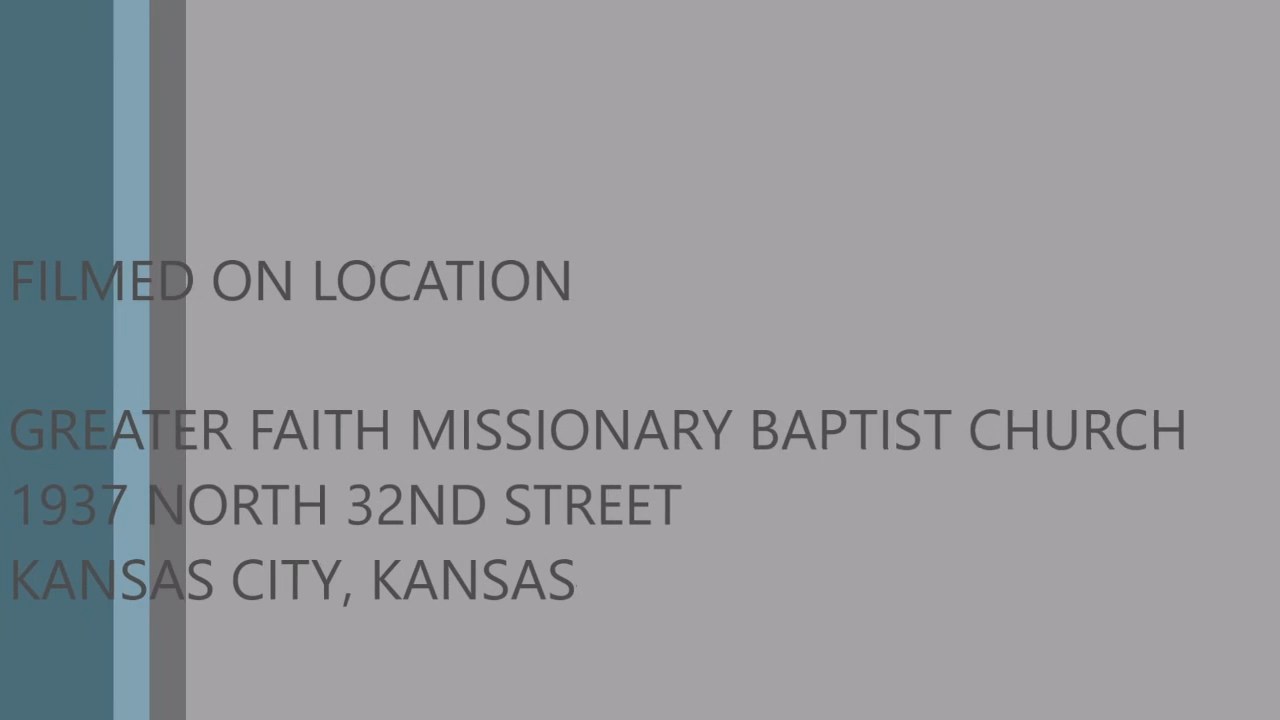 FILMED ON LOCATION
GREATER FAITH MISSIONARY BAPTIST CHURCH
1937 NORTH 32ND STREET
KANSAS CITY, KANSAS